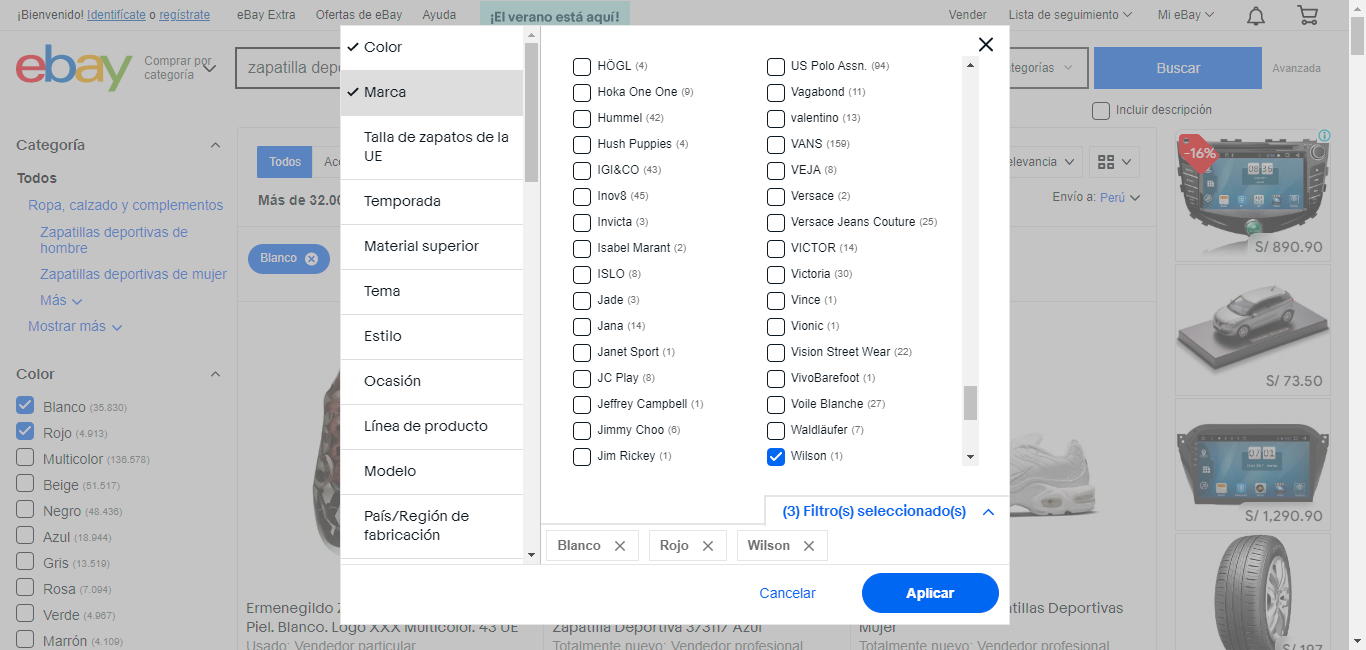 ¡Bienvenido! Identifícate o regístrate
eBay Extra
Ofertas de eBay
Ayuda
¡El verano está aquí!
Vender
Lista de seguimiento
Mi eBay
ebay
Comprar por
categoría
zapatilla
Buscar
Avanzada
Incluir descripción
Categoría
Todos
Ropa, calzado y complementos
Zapatillas deportivas de
hombre
Zapatillas deportivas de mujer
Más
Mostrar más
Color
Blanco (35.830)
Rojo (4.913)
Multicolor (136.578)
Beige (51.517)
Negro (48.436)
Azul (18.944)
Gris (13.519)
Rosa (7.094)
Verde (4.967)
Marrón (4.109)
Todos
Más de 32.00
Blanco
Color
Marca
Talla de zapatos de la
UE
Temporada
Material superior
Tema
Estilo
Ocasión
Línea de producto
Modelo
País/Región de
fabricación
HÖGL (4)
Hoka One One (9)
Hummel (42)
Hush Puppies (4)
IGI&CO (43)
Inov8 (45)
Invicta (3)
Isabel Marant (2)
ISLO (8)
Jade (3)
Jana (14)
Janet Sport (1)
JC Play (8)
Jeffrey Campbell (1)
Jimmy Choo (6)
Jim Rickey (1)
US Polo Assn. (94)
Vagabond (11)
valentino (13)
VANS (159)
VEJA (8)
Versace (2)
Versace Jeans Couture (25)
VICTOR (14)
Victoria (30)
Vince (1)
Vionic (1)
Vision Street Wear (22)
VivoBarefoot (1)
Voile Blanche (27)
Waldläufer (7)
Wilson (1)
(3) Filtro(s) seleccionado(s)
Blanco
Rojo
Wilson
Cancelar
Aplicar
Envío a: Perú
Ermenegildo
Piel. Blanco. Logo XXX Multicolor. 43 UE
Usado: Vendedor particular
Zapatilla Deportiva 373117 Azul
Totalmente nuevo: Vendedor profesional
Deportivas
Mujer
Totalmente nuevo: Vendedor profesional
-16%
S/ 890.90
S/ 73.50
S/ 1,290.90
S/ 197